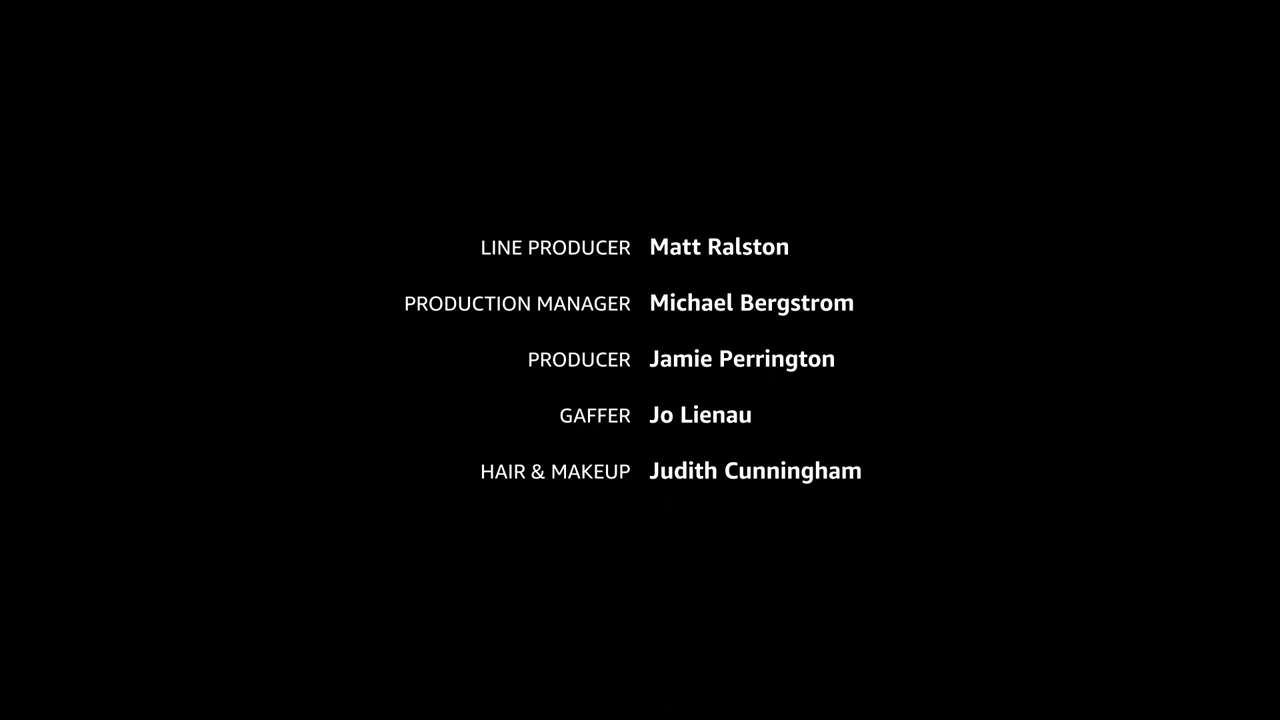 LINE PRODUCER Matt Ralston
PRODUCTION MANAGER Michael Bergstrom
PRODUCER Jamie Perrington
GAFFER Jo Lienau
HAIR & MAKEUP Judith Cunningham